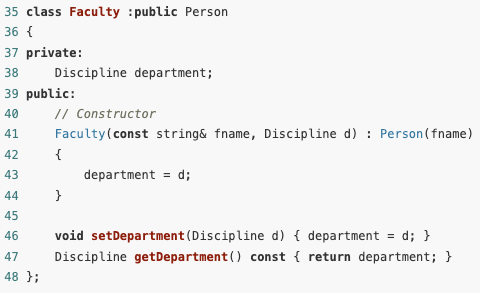 35 class Faculty :public Person
36 {
37 private:
38     Discipline department;
39 public:
40     // Constructor
41     Faculty(const string& fname, Discipline d) : Person(fname)
42     {
43         department = d;
44     }
45
46     void setDepartment(Discipline d) { department = d; }
47     Discipline getDepartment() const { return department; }
48 };